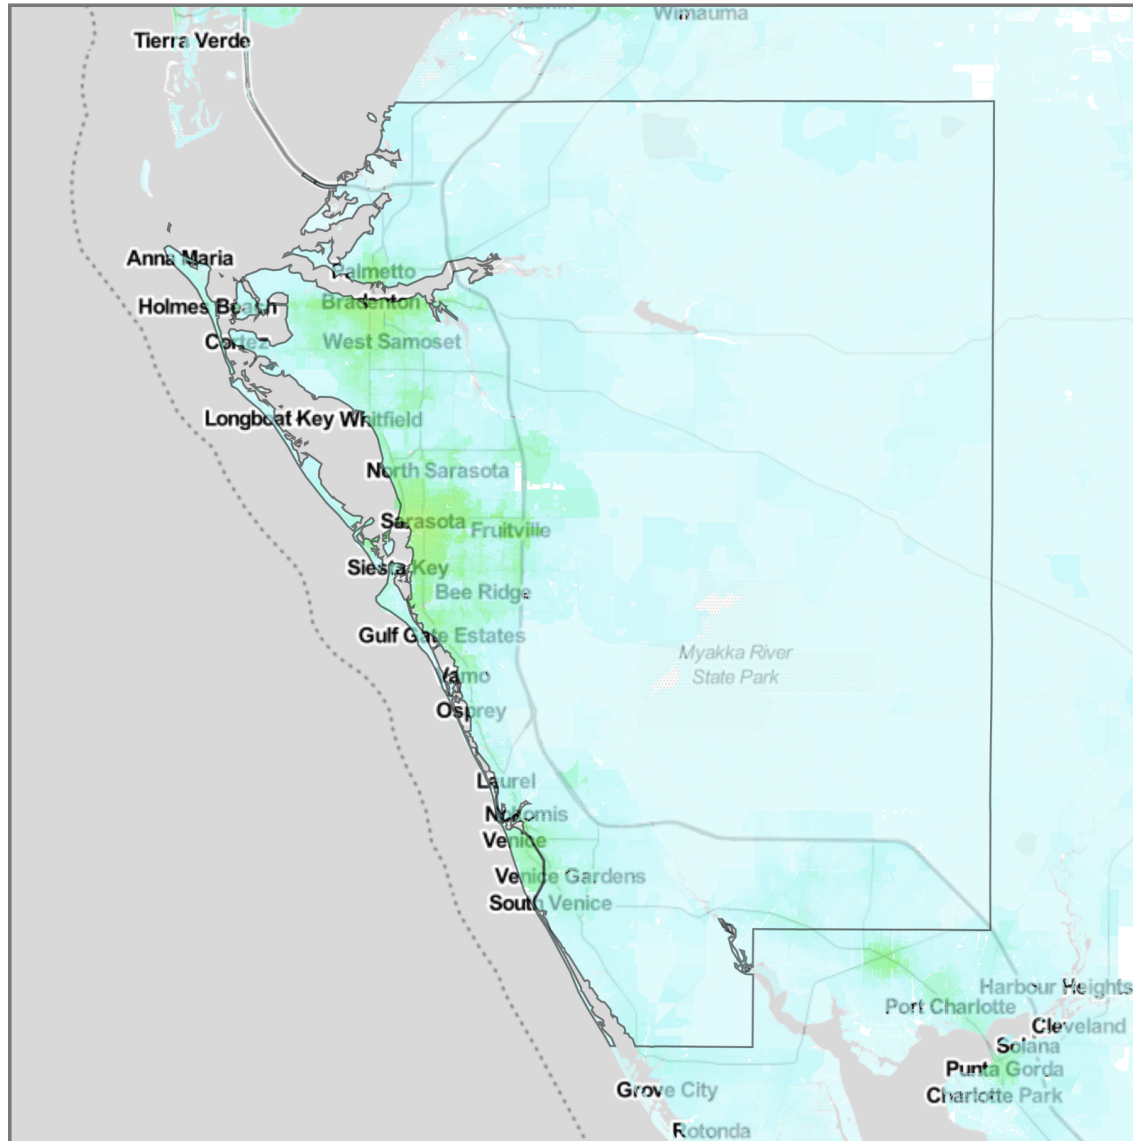 Ruskin
Wimauma
Tierra Verde
Anna Maria
Palmetto
Holmes Beach
Bradenton
Cortez
West Samoset
Longboat Key
Whitfield
North Sarasota
Sarasota
Fruitville
Siesta Key
Bee Ridge
Gulf Gate Estates
Myakka River
State Park
Vamo
Osprey
Laurel
Nokomis
Venice
Venice Gardens
South Venice
Harbour Heights
Port Charlotte
Cleveland
Solana
Punta Gorda
Grove City
Charlotte Park
Rotonda